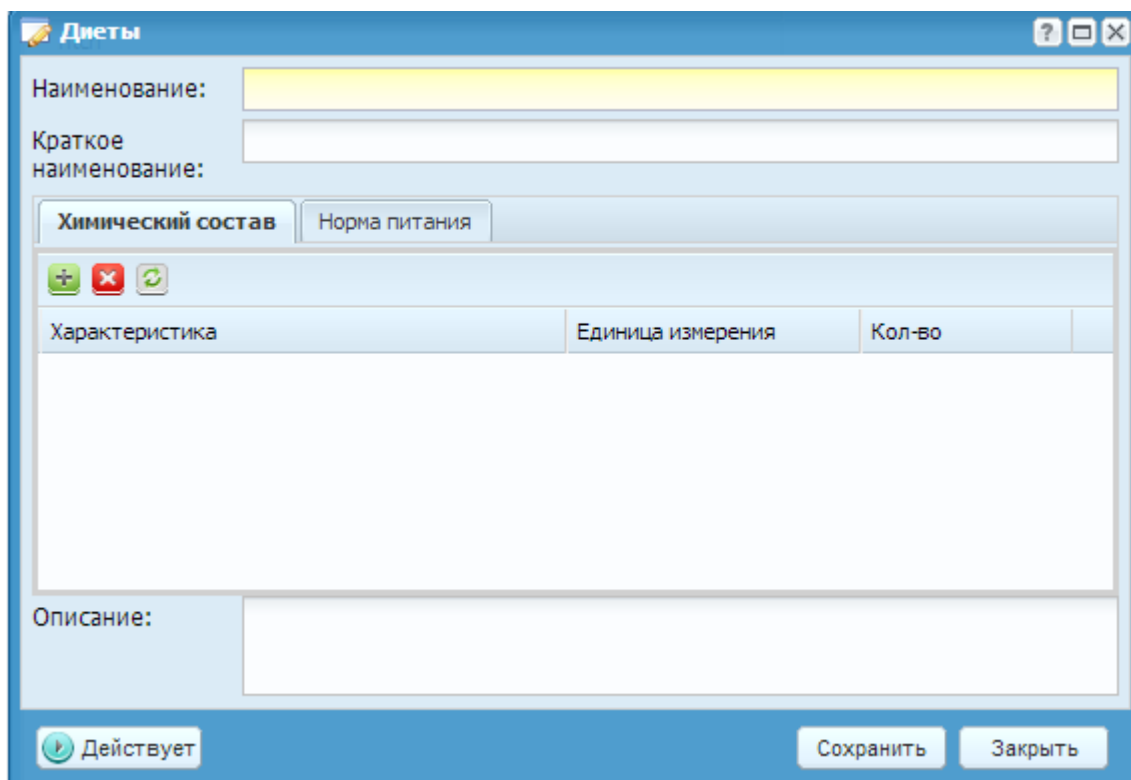 Диеты
Наименование:
Краткое
наименование:
Химический состав Норма питания
Характеристика Единица измерения Кол-во
Описание:
Действует Сохранить Закрыть